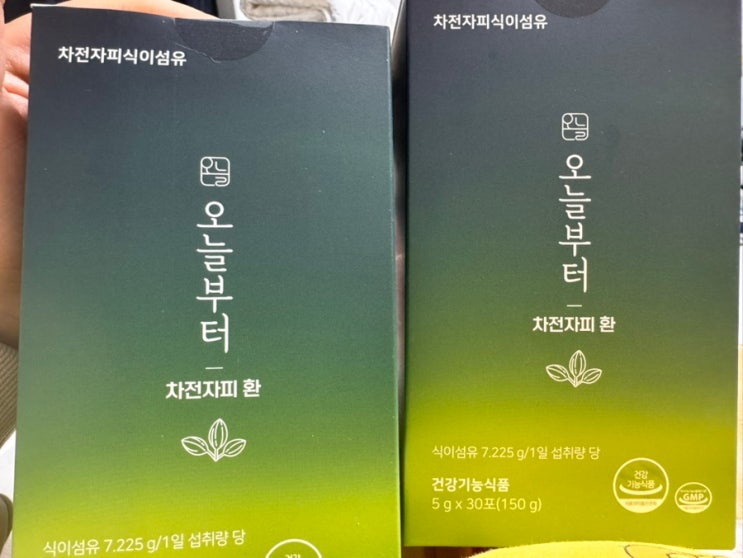 차전자피식이섬유
오늘
오늘부터
차전자피 환
식이섬유 7.225 g/1일 섭취량 당
건강
차전자피식이섬유
오늘
오늘부터
차전자피 환
식이섬유 7.225 g/1일 섭취량 당
건강기능식품
5 g x 30포(150 g)
건강
기능식품
GMP